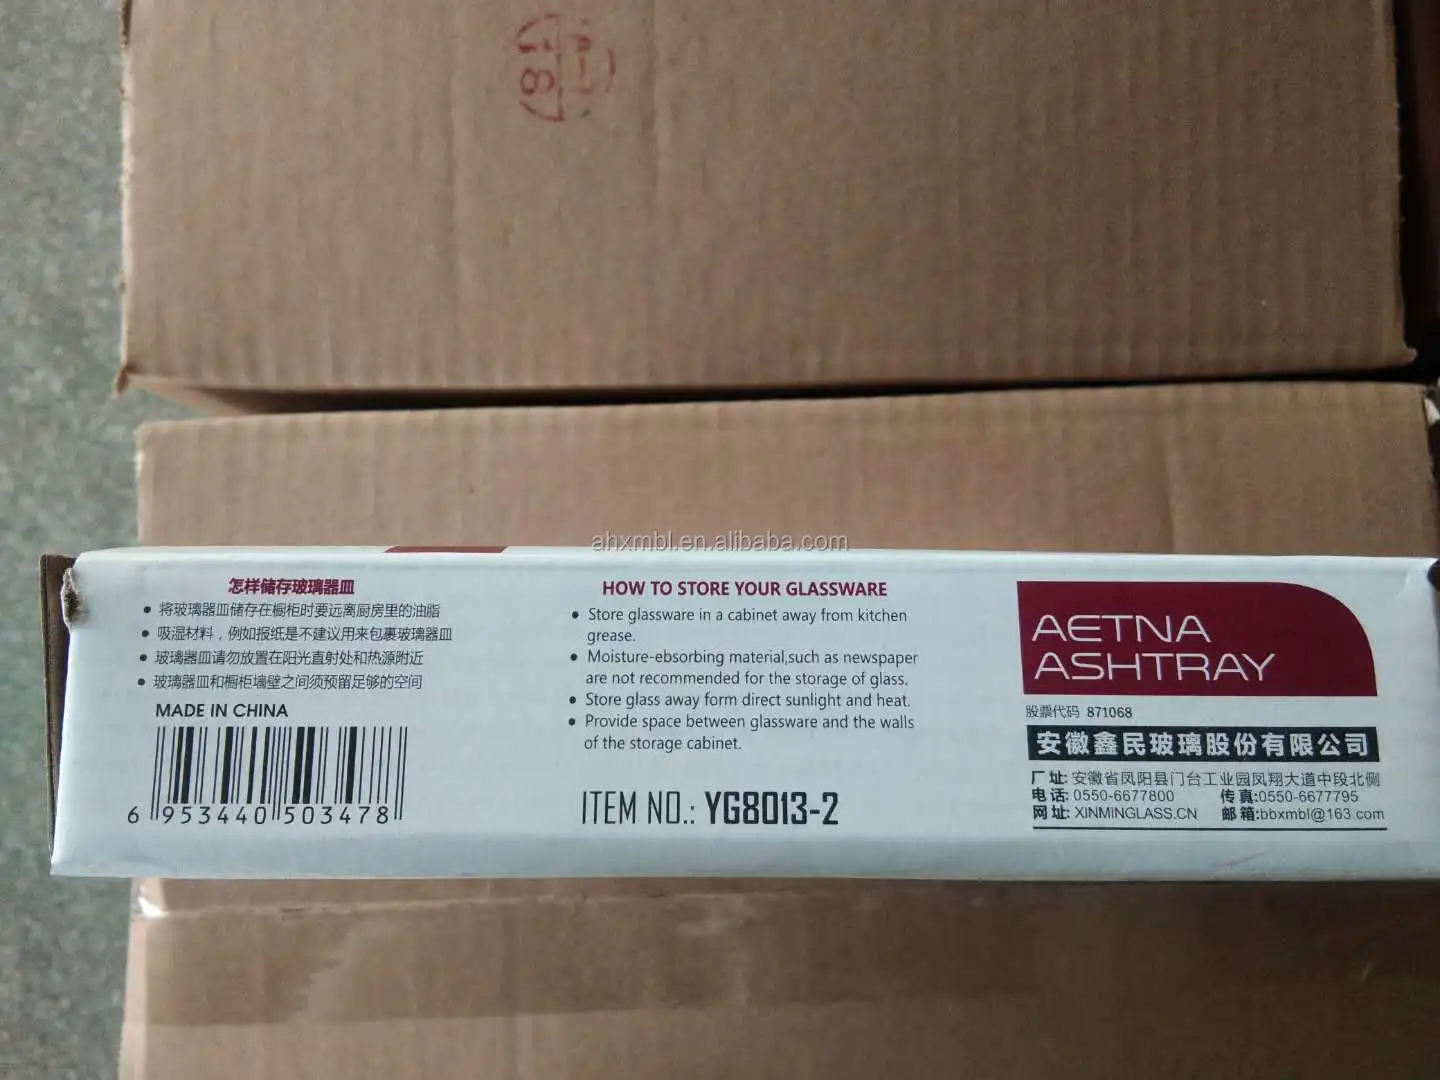 ahxmbl.en.alibaba.com
怎样储存玻璃器皿
• 将玻璃器皿储存在橱柜时要远离厨房里的油脂
• 吸湿材料，例如报纸是不建议用来包裹玻璃器皿
• 玻璃器皿请勿放置在阳光直射处和热源附近
• 玻璃器皿和橱柜墙壁之间须预留足够的空间
MADE IN CHINA
6 953440 503478
HOW TO STORE YOUR GLASSWARE
• Store glassware in a cabinet away from kitchen
grease.
• Moisture-ebsorbing material,such as newspaper
are not recommended for the storage of glass.
• Store glass away form direct sunlight and heat.
• Provide space between glassware and the walls
of the storage cabinet.
ITEM NO.: YG8013-2
AETNA
ASHTRAY
股票代码 871068
安徽鑫民玻璃股份有限公司
厂址: 安徽省凤阳县门台工业园凤翔大道中段北侧
电话: 0550-6677800 传真:0550-6677795
网址: XINMINGLASS.CN 邮箱:bbxmbl@163.com